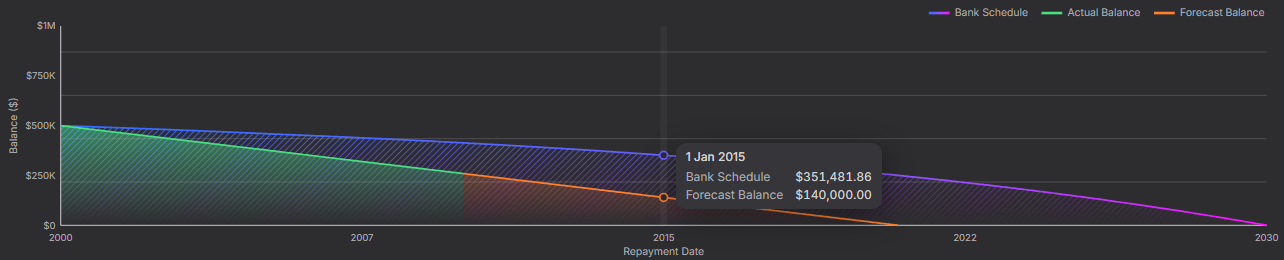 Bank Schedule Actual Balance Forecast Balance
$1M
$750K
$500K
$250K
$0
Balance ($)
1 Jan 2015
Bank Schedule $351,481.86
Forecast Balance $140,000.00
2000 2007 2015 2022 2030
Repayment Date